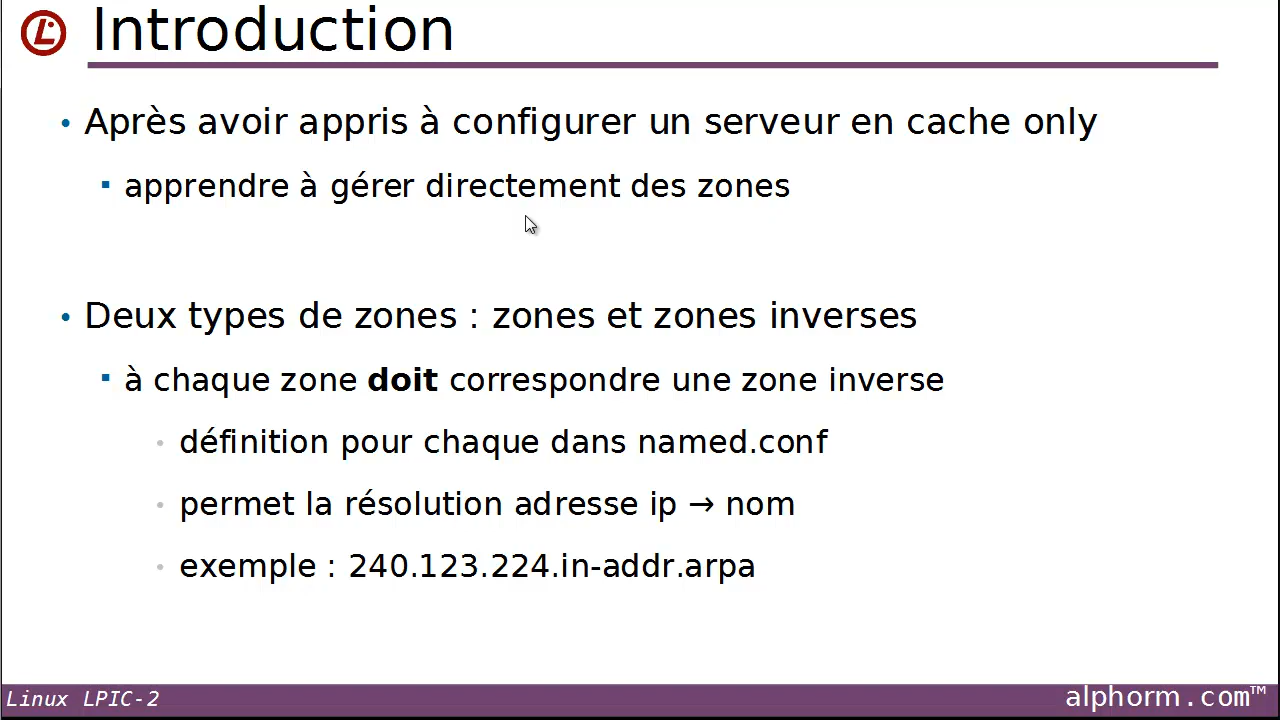 Introduction
• Après avoir appris à configurer un serveur en cache only
▪ apprendre à gérer directement des zones
• Deux types de zones : zones et zones inverses
▪ à chaque zone doit correspondre une zone inverse
• définition pour chaque dans named.conf
• permet la résolution adresse ip → nom
• exemple : 240.123.224.in-addr.arpa
Linux LPIC-2
alphorm.com™